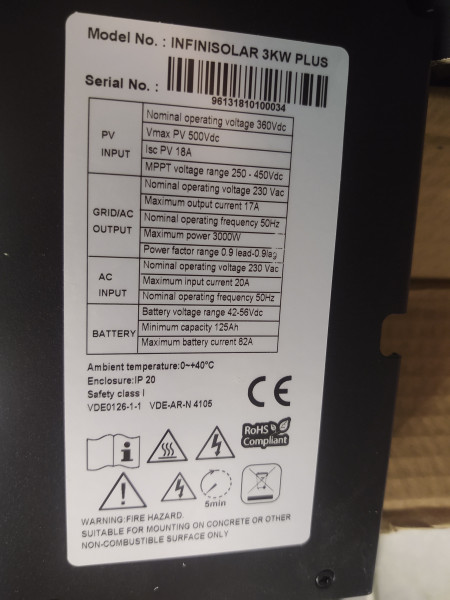 Model No. : INFINISOLAR 3KW PLUS
Serial No. :
96131810100034
PV INPUT
Nominal operating voltage 360Vdc
Vmax PV 500Vdc
Isc PV 18A
MPPT voltage range 250 - 450Vdc
GRID/AC OUTPUT
Nominal operating voltage 230 Vac
Maximum output current 17A
Nominal operating frequency 50Hz
Maximum power 3000W
Power factor range 0.9 lead-0.9lag
AC INPUT
Nominal operating voltage 230 Vac
Maximum input current 20A
Nominal operating frequency 50Hz
BATTERY
Battery voltage range 42-56Vdc
Minimum capacity 125Ah
Maximum battery current 82A
Ambient temperature:0~+40°C
Enclosure:IP 20
Safety class I
VDE0126-1-1 VDE-AR-N 4105
CE
RoHS
Compliant
i
5min
WARNING:FIRE HAZARD.
SUITABLE FOR MOUNTING ON CONCRETE OR OTHER
NON-COMBUSTIBLE SURFACE ONLY